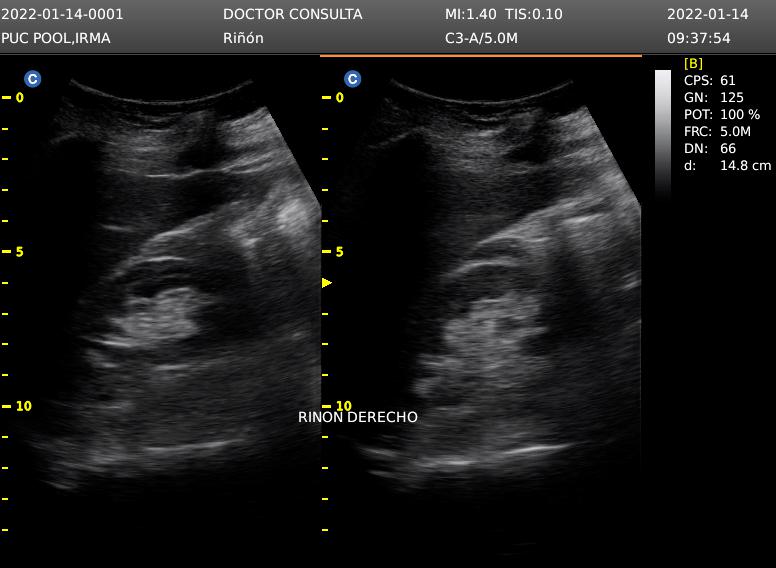 2022-01-14-0001 DOCTOR CONSULTA MI:1.40 TIS:0.10 2022-01-14
PUC POOL,IRMA Riñón C3-A/5.0M 09:37:54
C C [B]
0 0 CPS: 61
GN: 125
POT: 100 %
FRC: 5.0M
DN: 66
d: 14.8 cm
5 5
10 10
RINON DERECHO